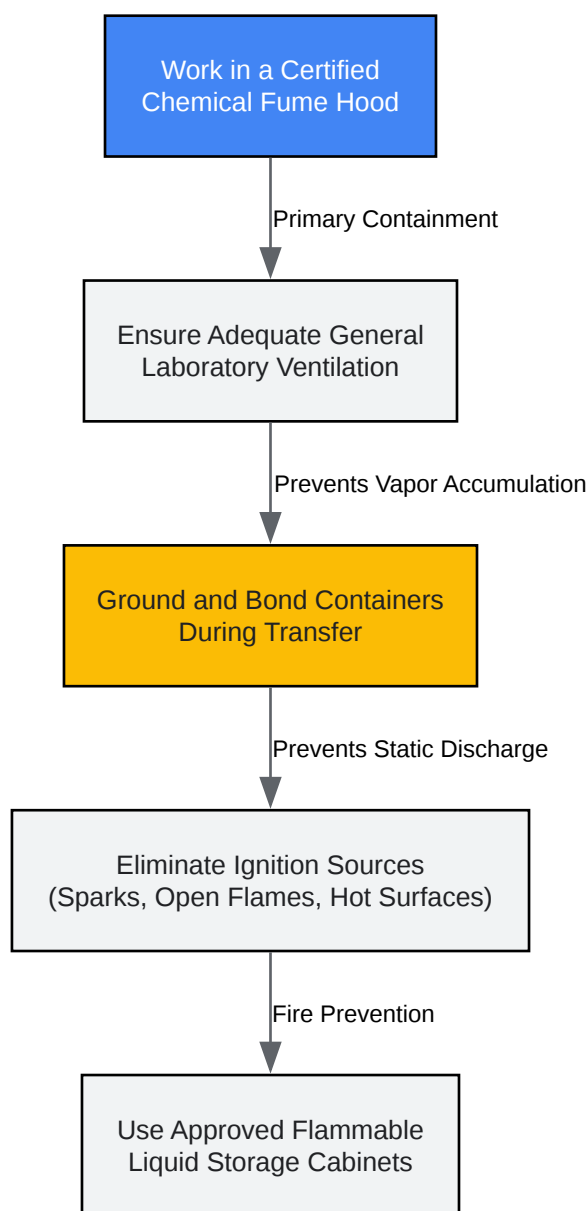 Work in a Certified
Chemical Fume Hood
Primary Containment
Ensure Adequate General
Laboratory Ventilation
Prevents Vapor Accumulation
Ground and Bond Containers
During Transfer
Prevents Static Discharge
Eliminate Ignition Sources
(Sparks, Open Flames, Hot Surfaces)
Fire Prevention
Use Approved Flammable
Liquid Storage Cabinets